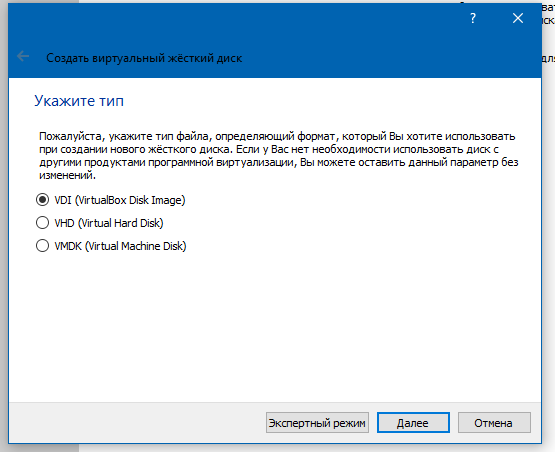 Создать виртуальный жёсткий диск
Укажите тип
Пожалуйста, укажите тип файла, определяющий формат, который Вы хотите использовать
при создании нового жёсткого диска. Если у Вас нет необходимости использовать диск с
другими продуктами программной виртуализации, Вы можете оставить данный параметр без
изменений.
VDI (VirtualBox Disk Image)
VHD (Virtual Hard Disk)
VMDK (Virtual Machine Disk)
Экспертный режим
Далее
Отмена